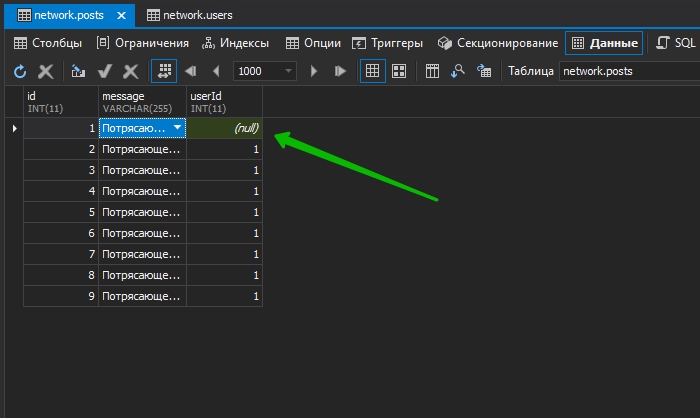 network.posts network.users
Столбцы Ограничения Индексы Опции Триггеры Секционирование Данные SQL
1000 Таблица network.posts
id message userId
INT(11) VARCHAR(255) INT(11)
1 Потрясаю... (null)
2 Потрясающе... 1
3 Потрясающе... 1
4 Потрясающе... 1
5 Потрясающе... 1
6 Потрясающе... 1
7 Потрясающе... 1
8 Потрясающе... 1
9 Потрясающе... 1